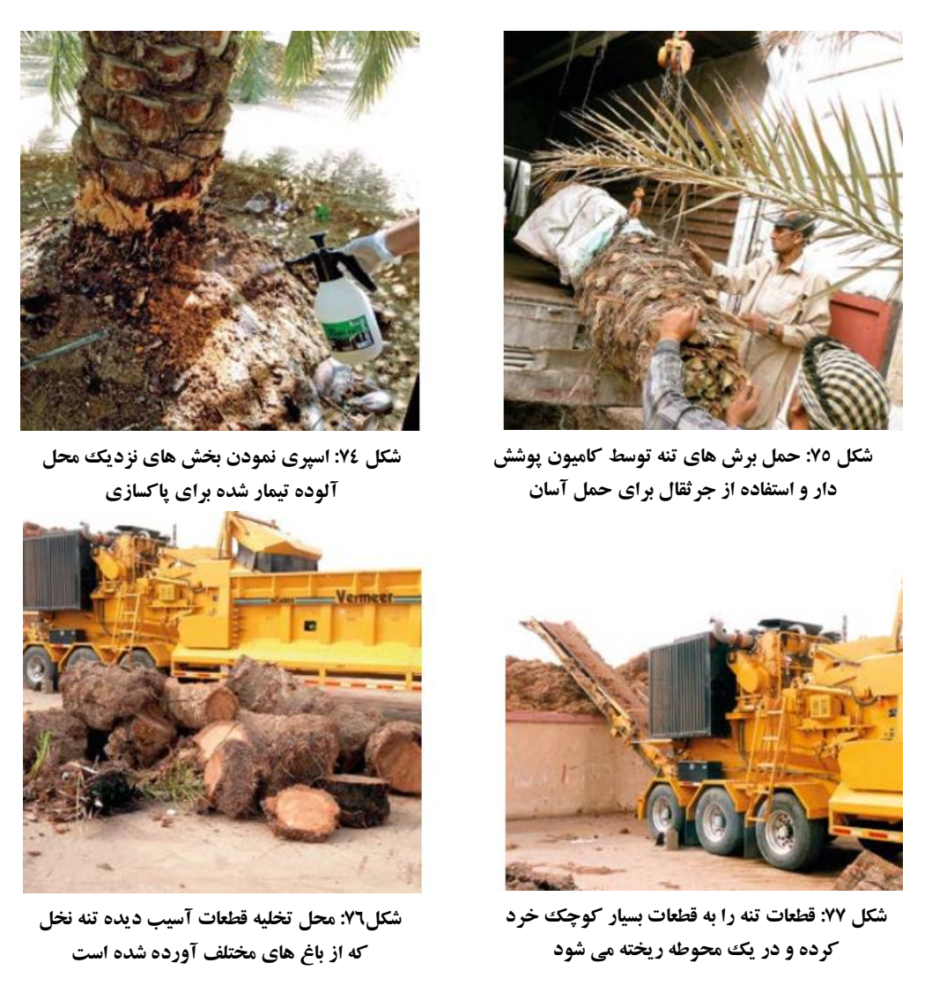 شکل ٧٤: اسپری نمودن بخش های نزدیک محل
آلوده تیمار شده برای پاکسازی
شکل ٧٥: حمل برش های تنه توسط کامیون پوشش
دار و استفاده از جرثقال برای حمل آسان
Vermeer
شکل٧٦: محل تخلیه قطعات آسیب دیده تنه نخل
که از باغ های مختلف آورده شده است
شکل ٧٧: قطعات تنه را به قطعات بسیار کوچک خرد
کرده و در یک محوطه ریخته می شود